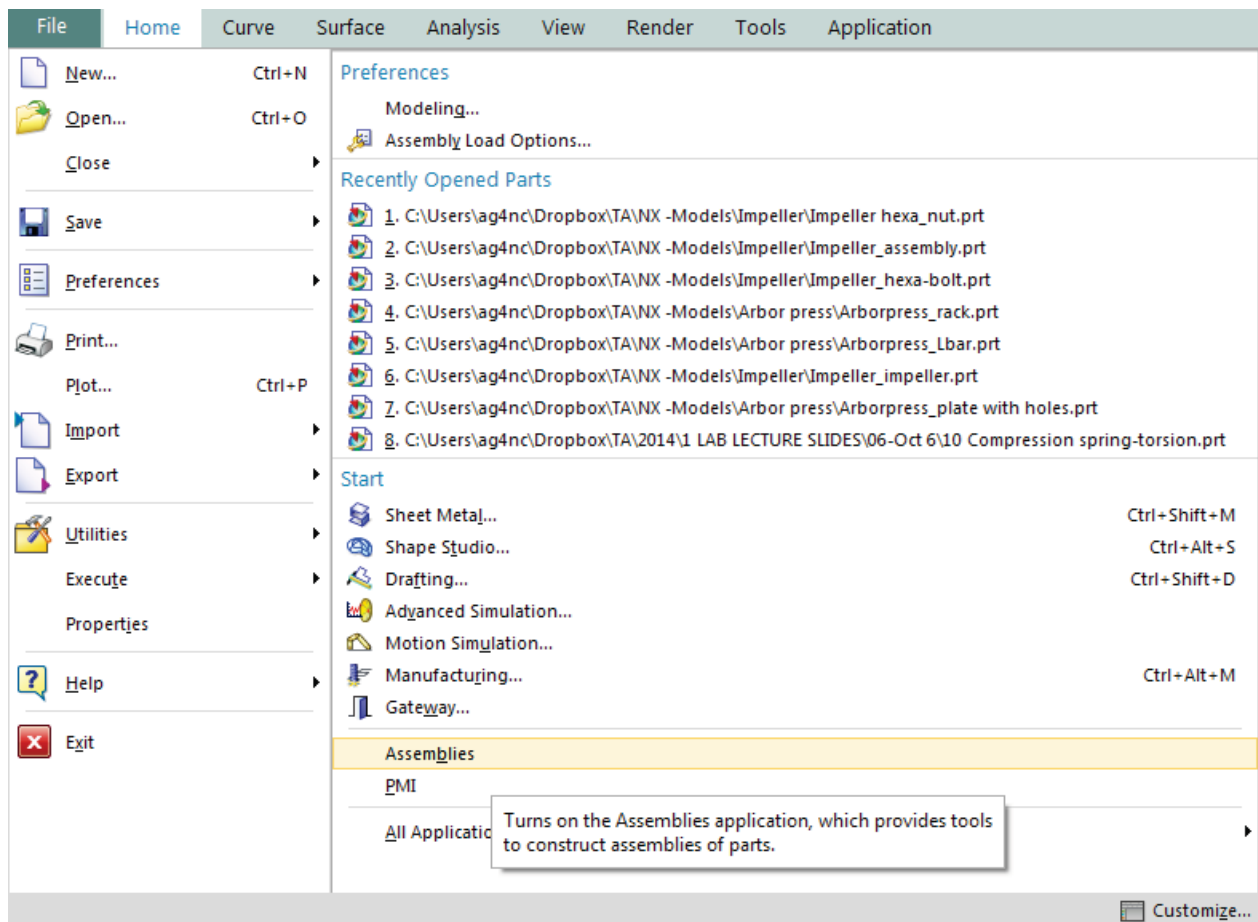 File Home Curve Surface Analysis View Render Tools Application
New... Ctrl+N
Open... Ctrl+O
Close
Save
Preferences
Print...
Plot... Ctrl+P
Import
Export
Utilities
Execute
Properties
Help
Exit
Preferences
Modeling...
Assembly Load Options...
Recently Opened Parts
1. C:\Users\ag4nc\Dropbox\TA\NX -Models\Impeller\Impeller hexa_nut.prt
2. C:\Users\ag4nc\Dropbox\TA\NX -Models\Impeller\Impeller_assembly.prt
3. C:\Users\ag4nc\Dropbox\TA\NX -Models\Impeller\Impeller_hexa-bolt.prt
4. C:\Users\ag4nc\Dropbox\TA\NX -Models\Arbor press\Arborpress_rack.prt
5. C:\Users\ag4nc\Dropbox\TA\NX -Models\Arbor press\Arborpress_Lbar.prt
6. C:\Users\ag4nc\Dropbox\TA\NX -Models\Impeller\Impeller_impeller.prt
7. C:\Users\ag4nc\Dropbox\TA\NX -Models\Arbor press\Arborpress_plate with holes.prt
8. C:\Users\ag4nc\Dropbox\TA\2014\1 LAB LECTURE SLIDES\06-Oct 6\10 Compression spring-torsion.prt
Start
Sheet Metal... Ctrl+Shift+M
Shape Studio... Ctrl+Alt+S
Drafting... Ctrl+Shift+D
Advanced Simulation...
Motion Simulation...
Manufacturing... Ctrl+Alt+M
Gateway...
Assemblies
PMI
All Applicatio
Turns on the Assemblies application, which provides tools
to construct assemblies of parts.
Customize...